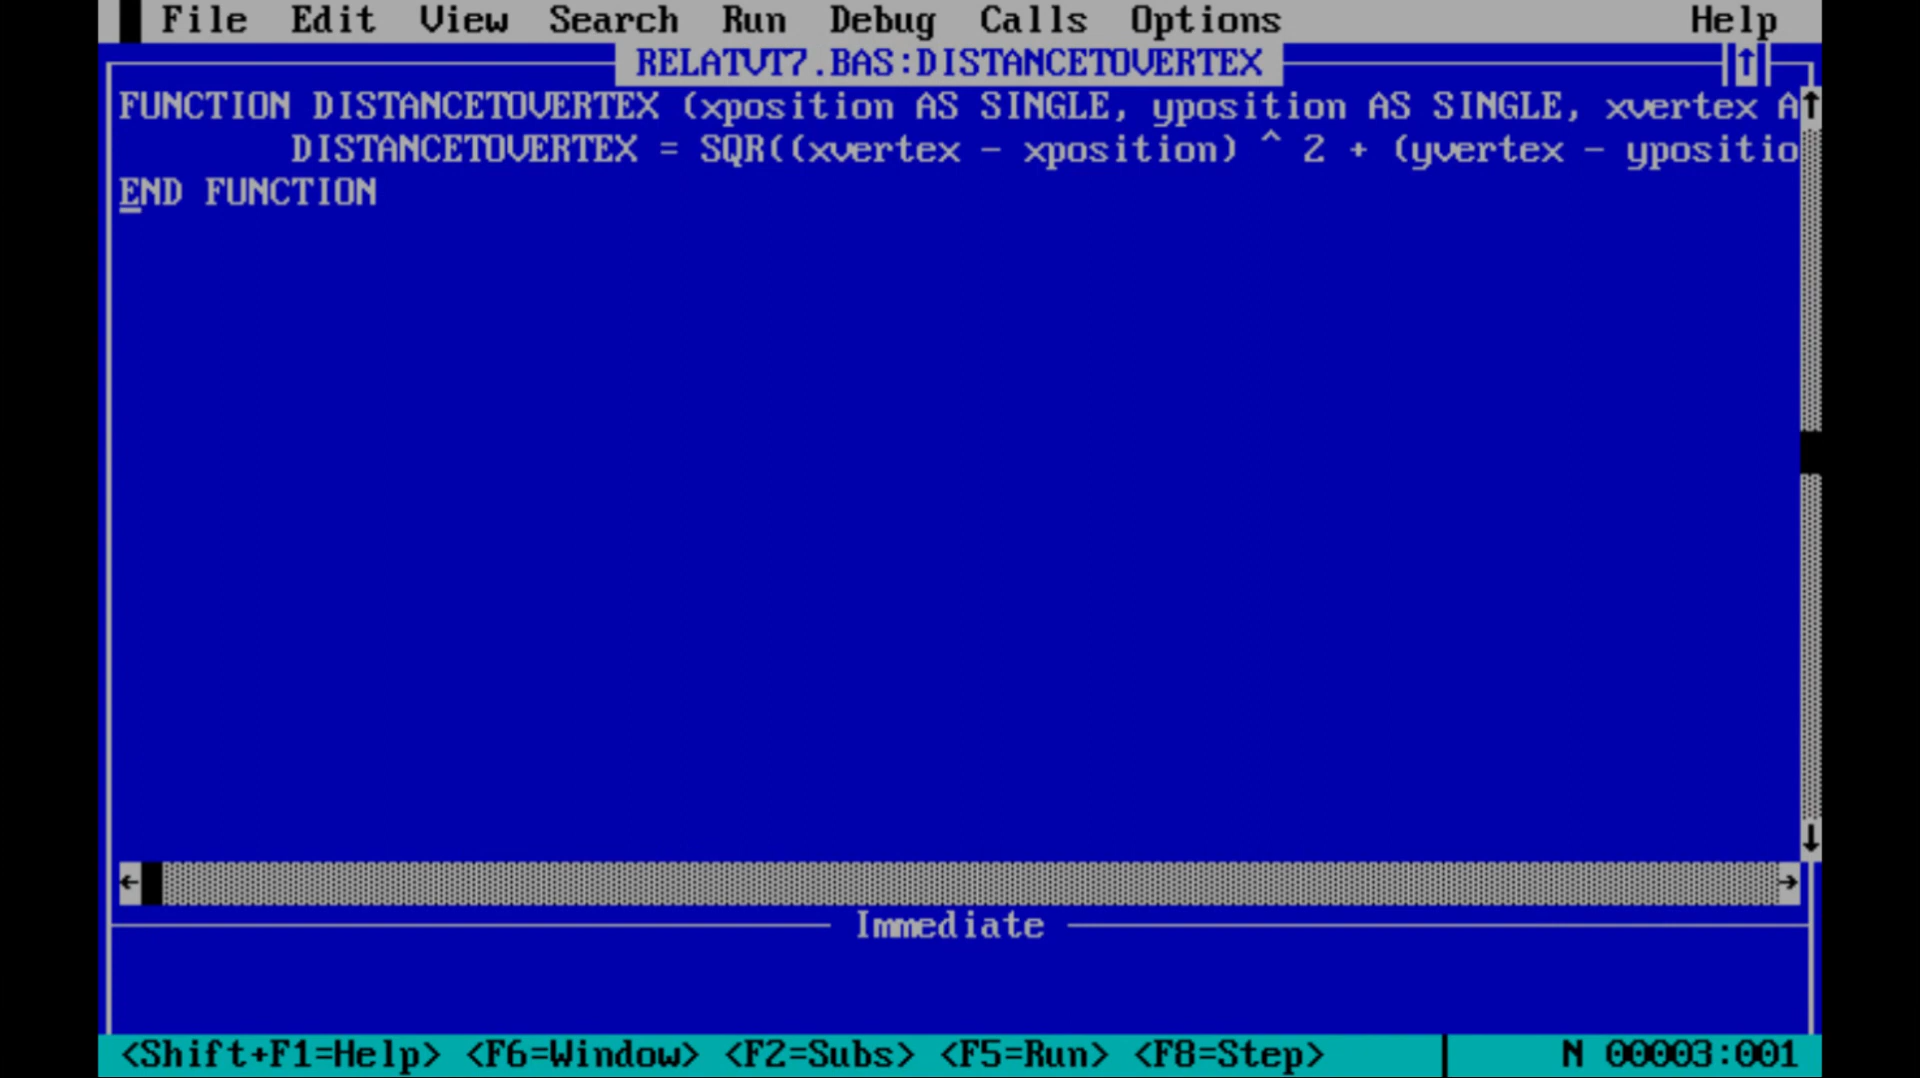 File Edit View Search Run Debug Calls Options Help
RELATVT7.BAS:DISTANCETOVERTEX
FUNCTION DISTANCETOVERTEX (xposition AS SINGLE, yposition AS SINGLE, xvertex A
DISTANCETOVERTEX = SQR((xvertex - xposition) ^ 2 + (yvertex - ypositio
END FUNCTION
Immediate
<Shift+F1=Help> <F6=Window> <F2=Subs> <F5=Run> <F8=Step> N 00003:001